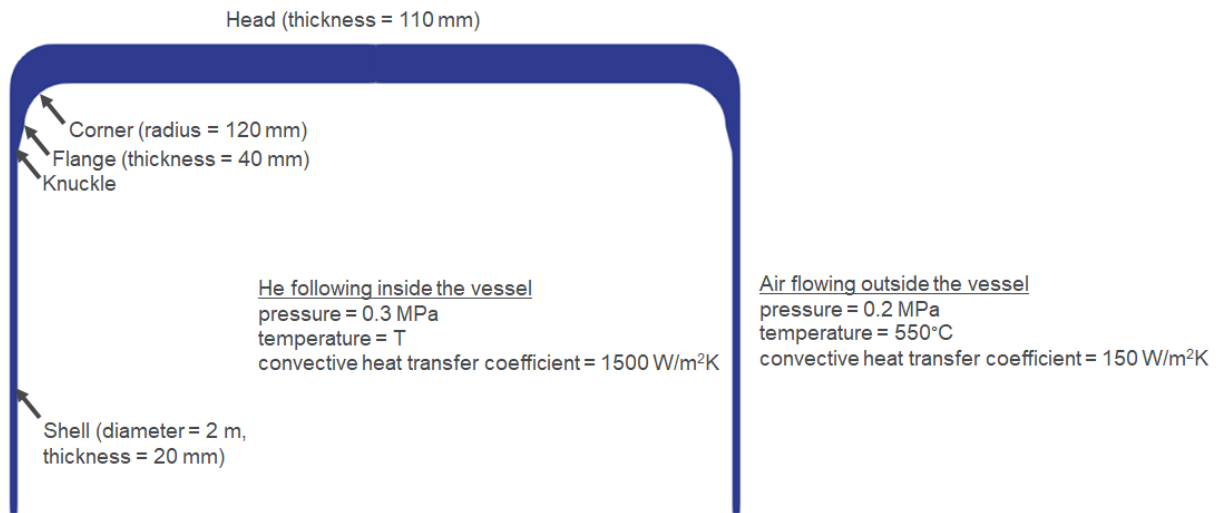 Head (thickness = 110 mm)
Corner (radius = 120 mm)
Flange (thickness = 40 mm)
Knuckle
He following inside the vessel
pressure = 0.3 MPa
temperature = T
convective heat transfer coefficient = 1500 W/m²K
Air flowing outside the vessel
pressure = 0.2 MPa
temperature = 550°C
convective heat transfer coefficient = 150 W/m²K
Shell (diameter = 2 m,
thickness = 20 mm)